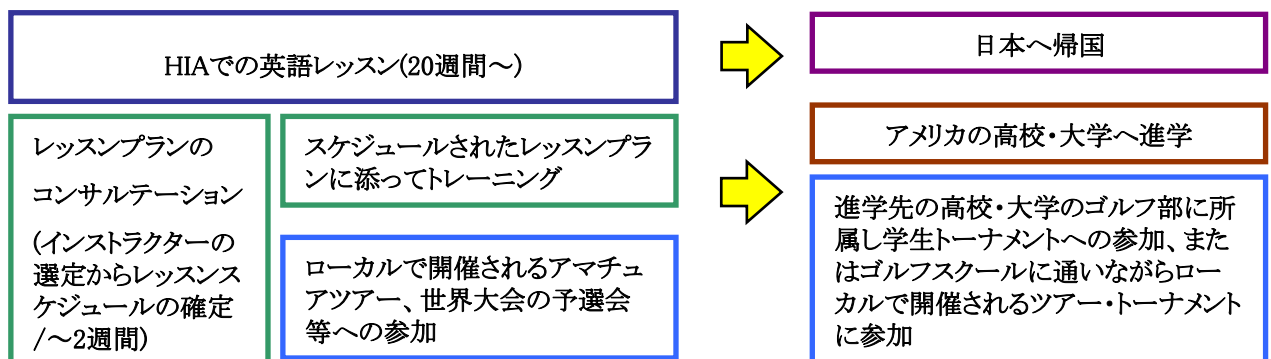 HIAでの英語レッスン(20週間～)
レッスンプランの
コンサルテーション
(インストラクターの
選定からレッスンス
ケジュールの確定
/～2週間)
スケジュールされたレッスンプラ
ンに添ってトレーニング
ローカルで開催されるアマチュ
アツアー、世界大会の予選会
等への参加
日本へ帰国
アメリカの高校・大学へ進学
進学先の高校・大学のゴルフ部に所
属し学生トーナメントへの参加、また
はゴルフスクールに通いながらロー
カルで開催されるツアー・トーナメント
に参加